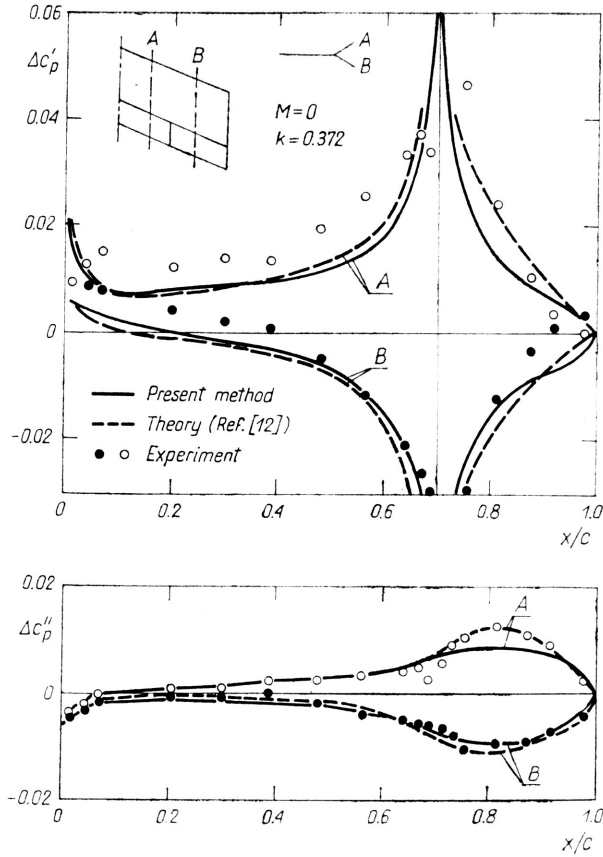 0.06
Δc′p
0.04
0.02
0
-0.02
A
B
A
B
M=0
k=0.372
A
B
Present method
Theory (Ref. [12])
Experiment
0 0.2 0.4 0.6 0.8 1.0
x/c
0.02
Δc″p
0
-0.02
A
B
0 0.2 0.4 0.6 0.8 1.0
x/c